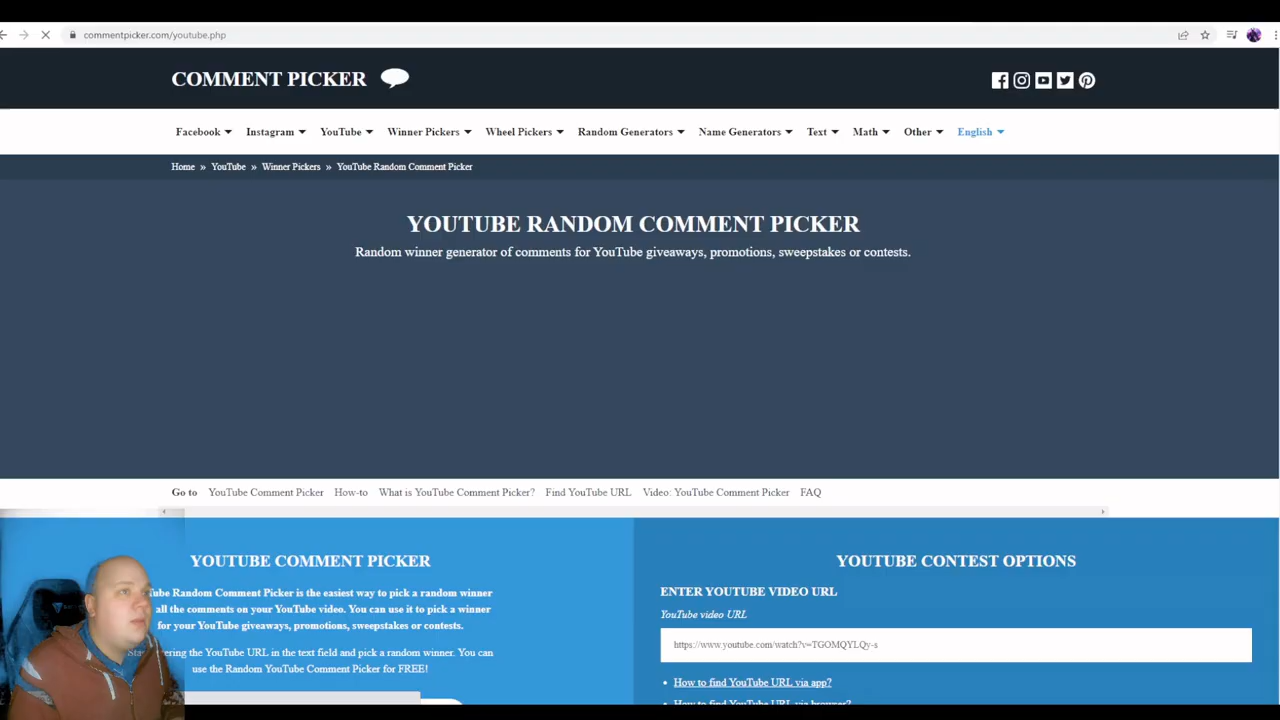 commentpicker.com/youtube.php
COMMENT PICKER
Facebook Instagram YouTube Winner Pickers Wheel Pickers Random Generators Name Generators Text Math Other English
Home » YouTube » Winner Pickers » YouTube Random Comment Picker
YOUTUBE RANDOM COMMENT PICKER
Random winner generator of comments for YouTube giveaways, promotions, sweepstakes or contests.
Go to YouTube Comment Picker How-to What is YouTube Comment Picker? Find YouTube URL Video: YouTube Comment Picker FAQ
YOUTUBE COMMENT PICKER
Random Comment Picker is the easiest way to pick a random winner
all the comments on your YouTube video. You can use it to pick a winner
for your YouTube giveaways, promotions, sweepstakes or contests.
the YouTube URL in the text field and pick a random winner. You can
use the Random YouTube Comment Picker for FREE!
YOUTUBE CONTEST OPTIONS
ENTER YOUTUBE VIDEO URL
YouTube video URL
https://www.youtube.com/watch?v=TGOMQYLQy-s
• How to find YouTube URL via app?
• How to find YouTube URL via browser?